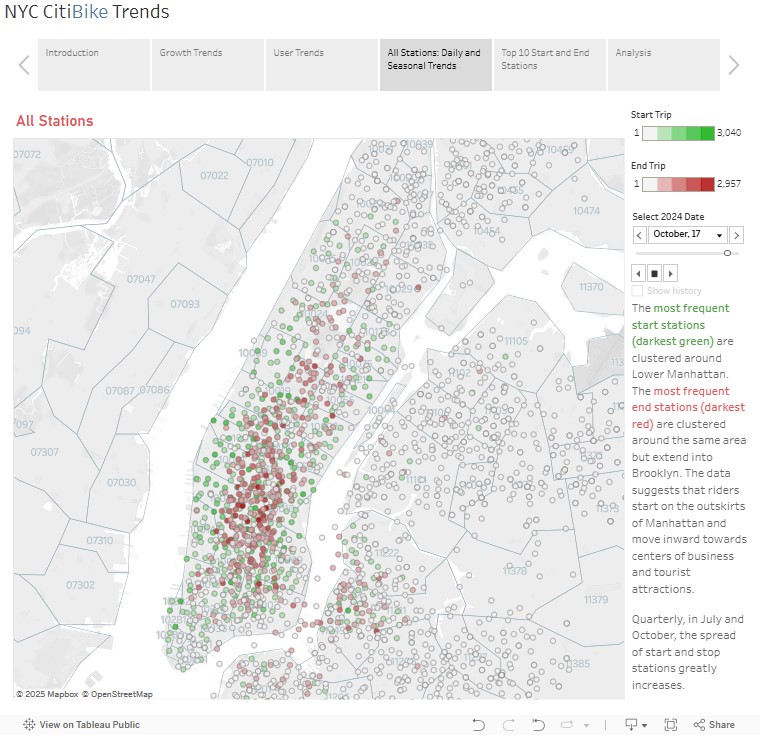 NYC CitiBike Trends
Introduction
Growth Trends
User Trends
All Stations: Daily and
Seasonal Trends
Top 10 Start and End
Stations
Analysis
All Stations
Start Trip
1 3,040
End Trip
1 2,957
Select 2024 Date
October, 17
Show history
The most frequent
start stations
(darkest green) are
clustered around
Lower Manhattan.
The most frequent
end stations (darkest
red) are clustered
around the same area
but extend into
Brooklyn. The data
suggests that riders
start on the outskirts
of Manhattan and
move inward towards
centers of business
and tourist
attractions.
Quarterly, in July and
October, the spread
of start and stop
stations greatly
increases.
07072
07010
07022
10474
10454
07047
11370
07093
11105
07087
07086
07307
07030
07310
11222
11378
07302
11379
© 2025 Mapbox © OpenStreetMap
View on Tableau Public
Share